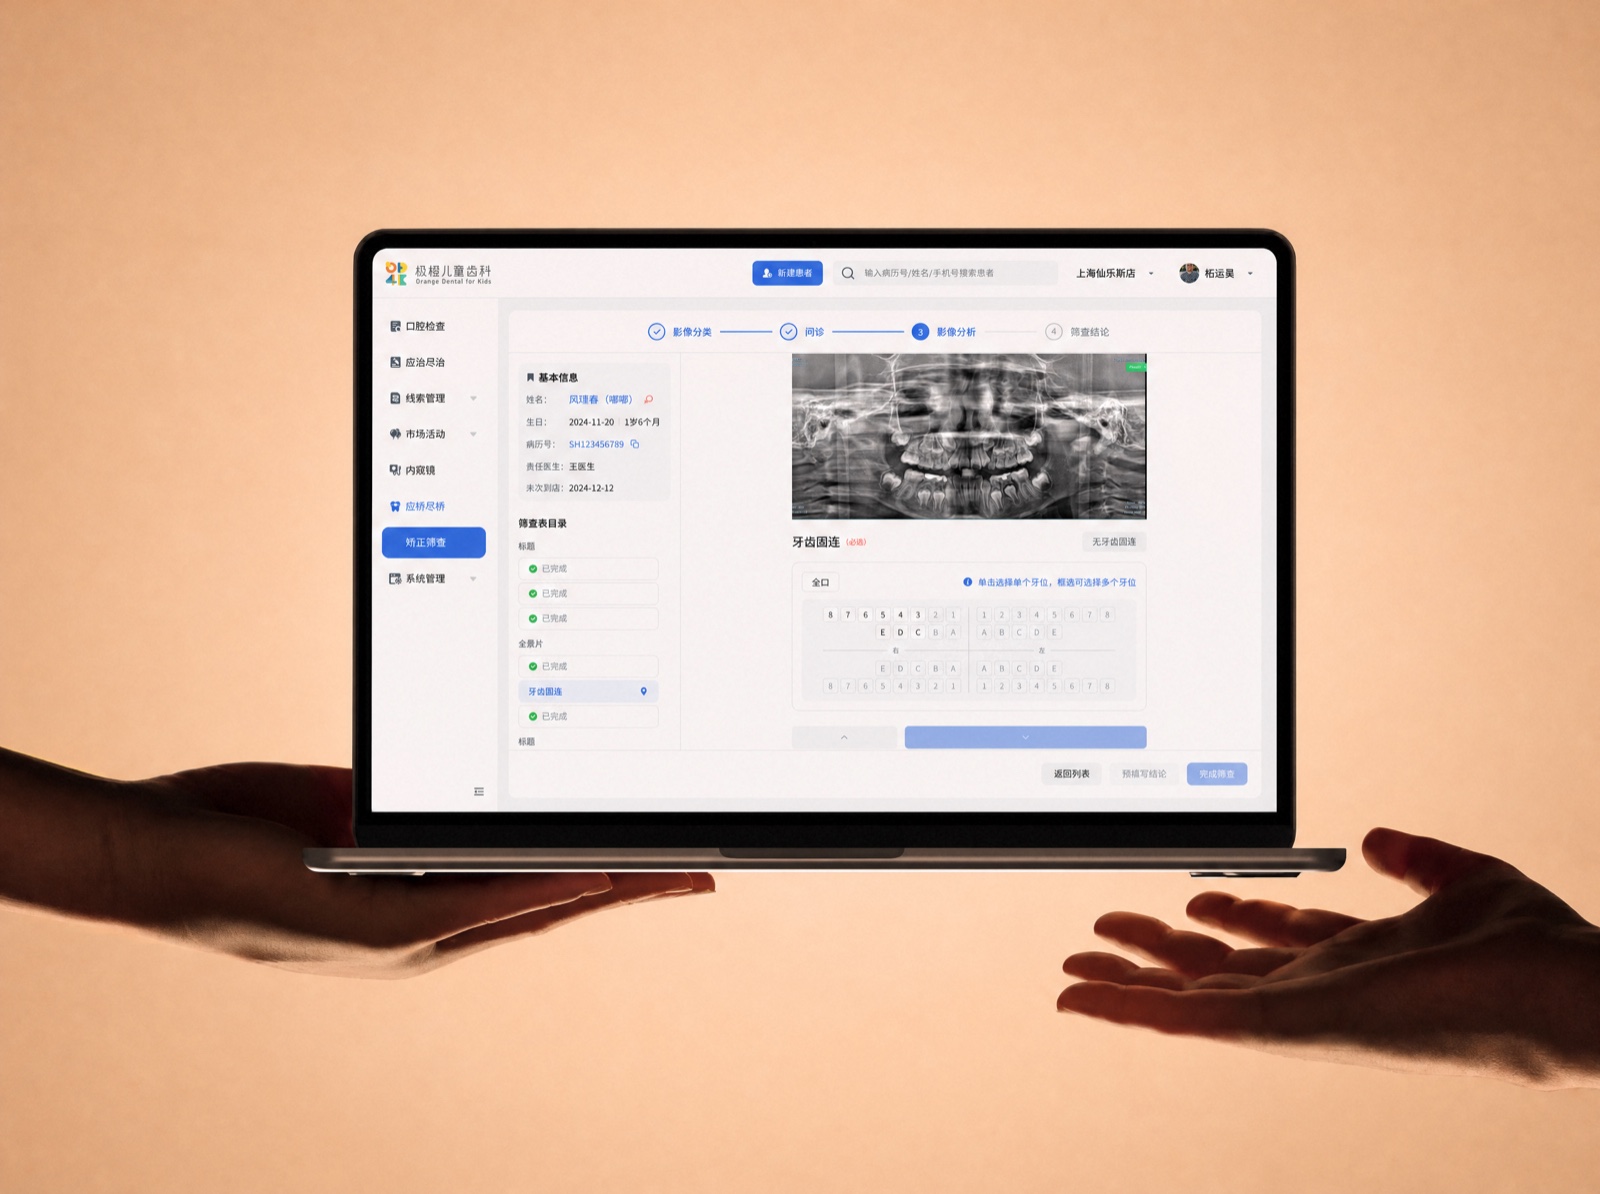 极橙儿童齿科
Orange Dental for Kids
新建患者
输入病历号/姓名/手机号搜索患者
上海仙乐斯店
柘运昊
口腔检查
应治尽治
线索管理
市场活动
内窥镜
应矫尽矫
矫正筛查
系统管理
影像分类
问诊
3 影像分析
4 筛查结论
基本信息
姓名： 风瑾春（嘟嘟）
生日： 2024-11-20 1岁6个月
病历号： SH123456789
责任医生： 王医生
末次到店： 2024-12-12
筛查表目录
标题
已完成
已完成
已完成
全景片
已完成
牙齿固连
已完成
标题
牙齿固连 (必选)
无牙齿固连
全口
单击选择单个牙位，框选可选择多个牙位
8 7 6 5 4 3 2 1 1 2 3 4 5 6 7 8
E D C B A A B C D E
右 左
E D C B A A B C D E
8 7 6 5 4 3 2 1 1 2 3 4 5 6 7 8
返回列表
预填写结论
完成筛查